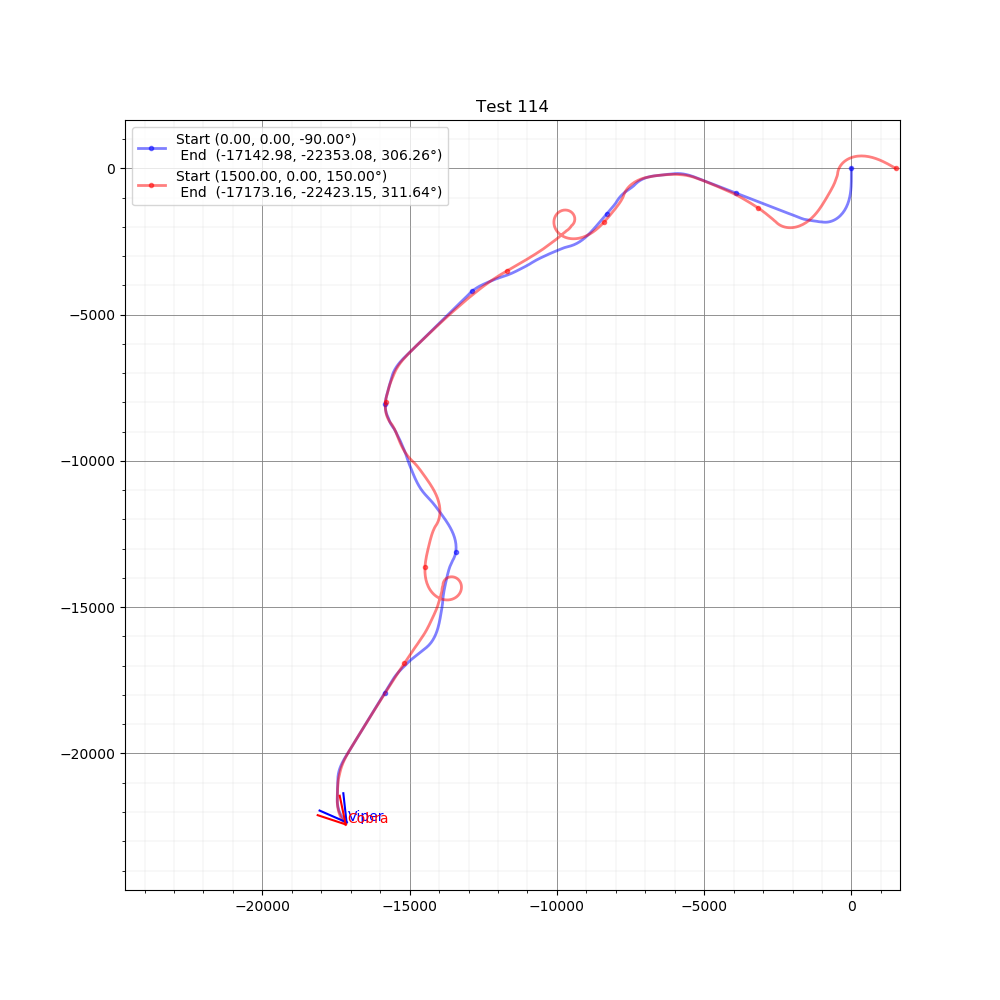 Test 114
Start (0.00, 0.00, -90.00°)
End  (-17142.98, -22353.08, 306.26°)
Start (1500.00, 0.00, 150.00°)
End  (-17173.16, -22423.15, 311.64°)
0
−5000
−10000
−15000
−20000
Viper
Cobra
−20000
−15000
−10000
−5000
0